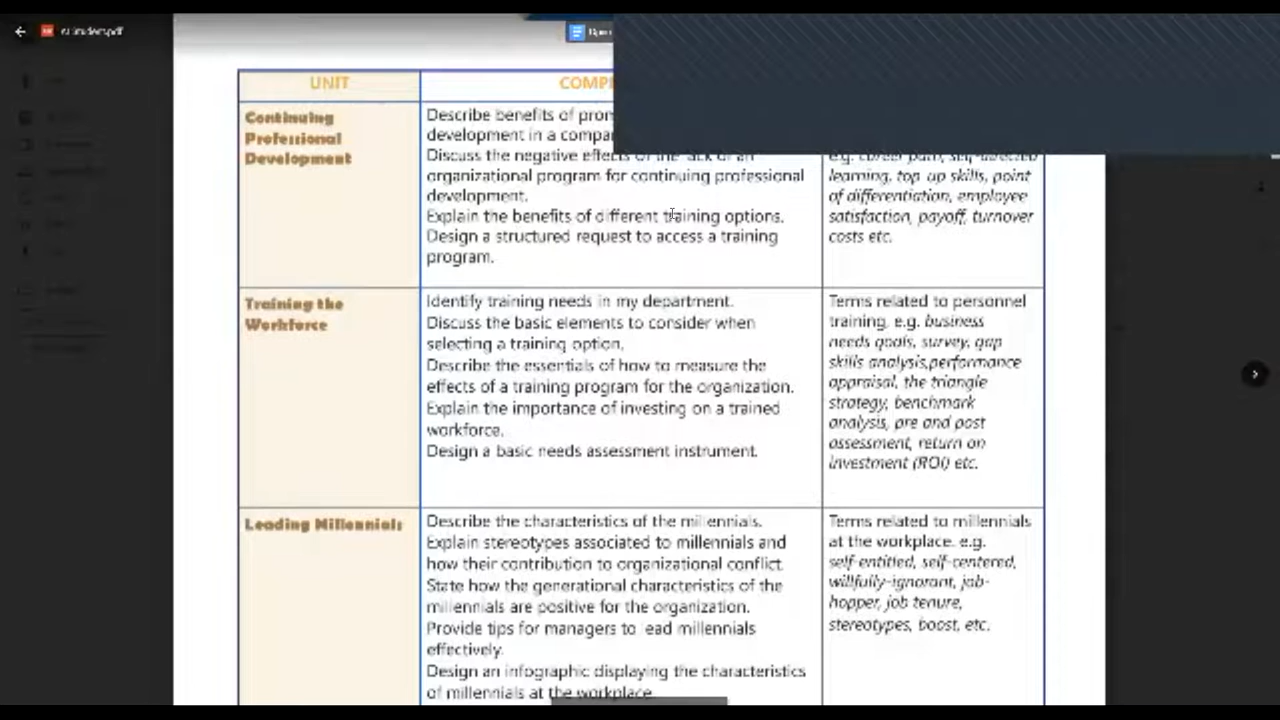 UNIT
Continuing
Professional
Development
Describe benefits of
development in a
Discuss the negative effects of the lack of an
organizational program for continuing professional
development.
Explain the benefits of different training options.
Design a structured request to access a training
program.
e.g. career path, self-directed
learning, top up skills, point
of differentiation, employee
satisfaction, payoff, turnover
costs etc.
Training the
Workforce
Identify training needs in my department.
Discuss the basic elements to consider when
selecting a training option.
Describe the essentials of how to measure the
effects of a training program for the organization.
Explain the importance of investing on a trained
workforce.
Design a basic needs assessment instrument.
Terms related to personnel
training. e.g. business
needs goals, survey, gap
skills analysis,performance
appraisal, the triangle
strategy, benchmark
analysis, pre and post
assessment, return on
investment (ROI) etc.
Leading Millennials
Describe the characteristics of the millennials.
Explain stereotypes associated to millennials and
how their contribution to organizational conflict.
State how the generational characteristics of the
millennials are positive for the organization.
Provide tips for managers to lead millennials
effectively.
Design an infographic displaying the characteristics
of millennials at the workplace.
Terms related to millennials
at the workplace. e.g.
self-entitled, self-centered,
willfully-ignorant, job-
hopper, job tenure,
stereotypes, boost, etc.